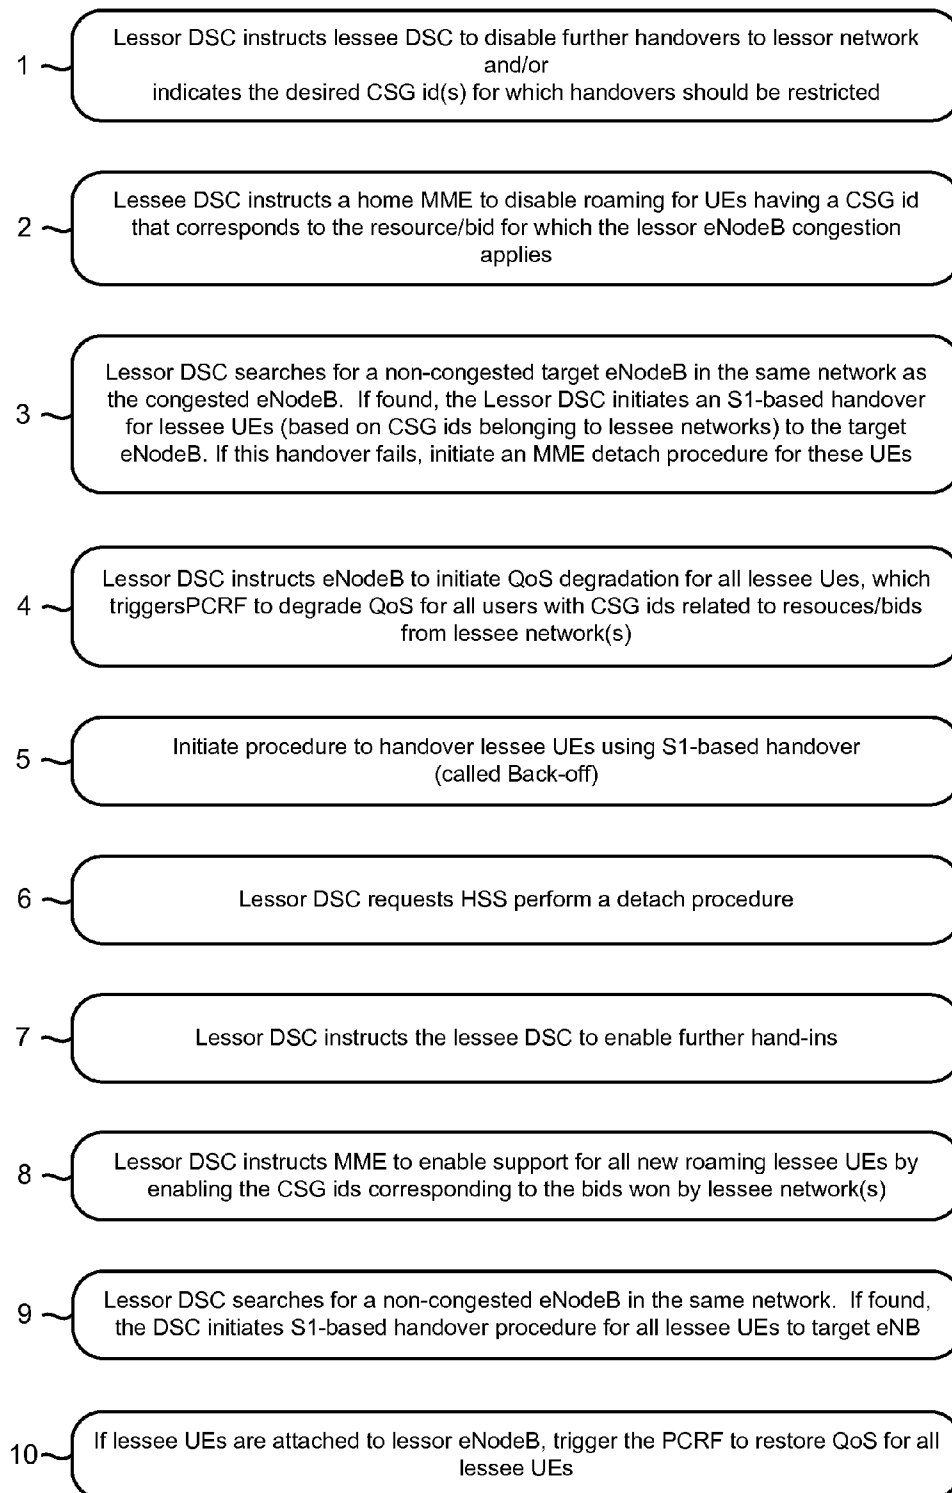 1
Lessor DSC instructs lessee DSC to disable further handovers to lessor network
and/or
indicates the desired CSG id(s) for which handovers should be restricted
2
Lessee DSC instructs a home MME to disable roaming for UEs having a CSG id
that corresponds to the resource/bid for which the lessor eNodeB congestion
applies
3
Lessor DSC searches for a non-congested target eNodeB in the same network as
the congested eNodeB. If found, the Lessor DSC initiates an S1-based handover
for lessee UEs (based on CSG ids belonging to lessee networks) to the target
eNodeB. If this handover fails, initiate an MME detach procedure for these UEs
4
Lessor DSC instructs eNodeB to initiate QoS degradation for all lessee Ues, which
triggersPCRF to degrade QoS for all users with CSG ids related to resouces/bids
from lessee network(s)
5
Initiate procedure to handover lessee UEs using S1-based handover
(called Back-off)
6
Lessor DSC requests HSS perform a detach procedure
7
Lessor DSC instructs the lessee DSC to enable further hand-ins
8
Lessor DSC instructs MME to enable support for all new roaming lessee UEs by
enabling the CSG ids corresponding to the bids won by lessee network(s)
9
Lessor DSC searches for a non-congested eNodeB in the same network. If found,
the DSC initiates S1-based handover procedure for all lessee UEs to target eNB
10
If lessee UEs are attached to lessor eNodeB, trigger the PCRF to restore QoS for all
lessee UEs